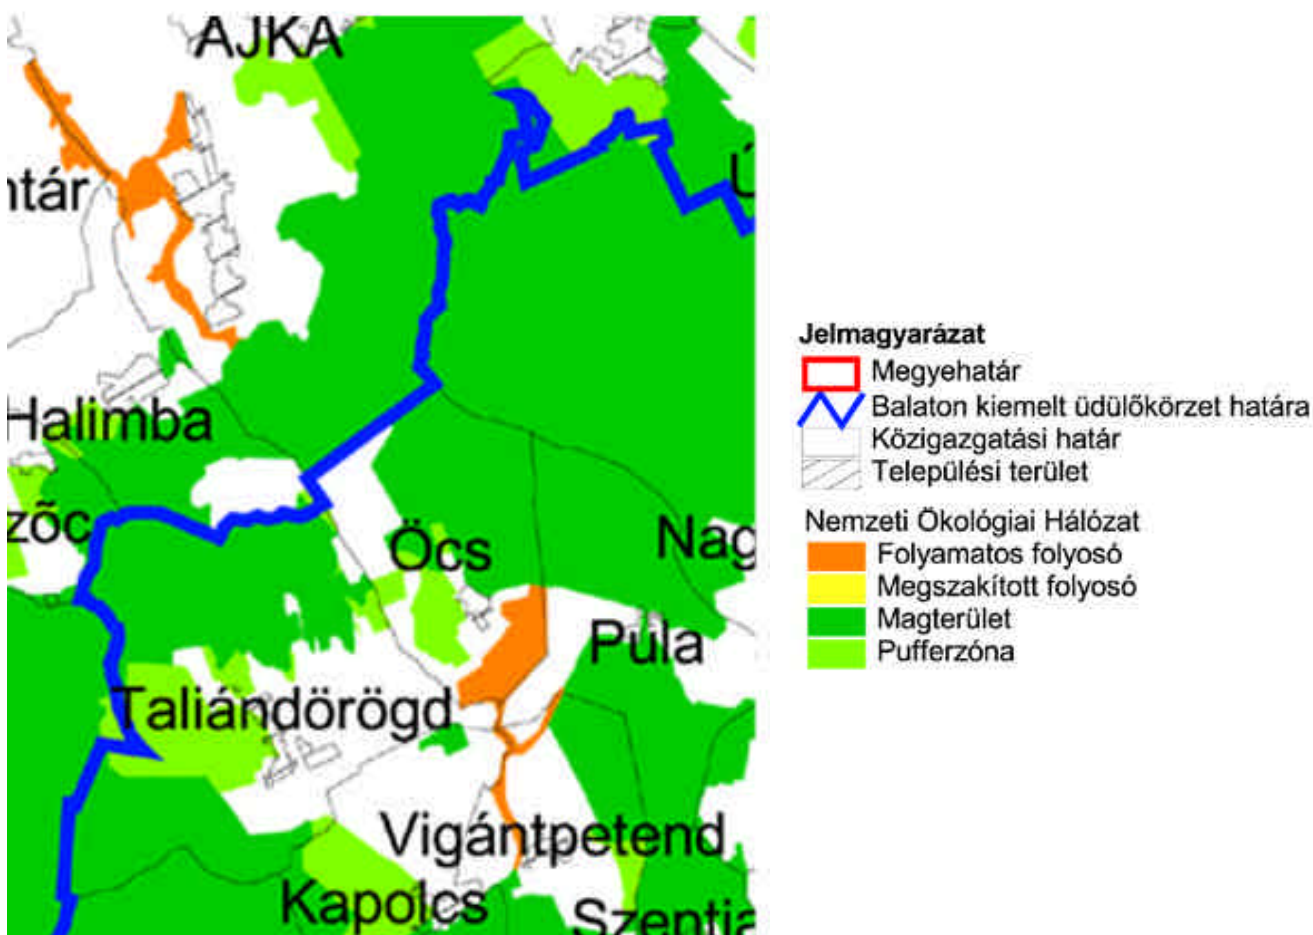 AJKA
ntár
Ú
Halimba
zõc
Öcs
Nag
Pula
Taliándörögd
Vigántpetend
Kapolcs
Szentja
Jelmagyarázat
Megyehatár
Balaton kiemelt üdülőkörzet határa
Közigazgatási határ
Települési terület
Nemzeti Ökológiai Hálózat
Folyamatos folyosó
Megszakított folyosó
Magterület
Pufferzóna